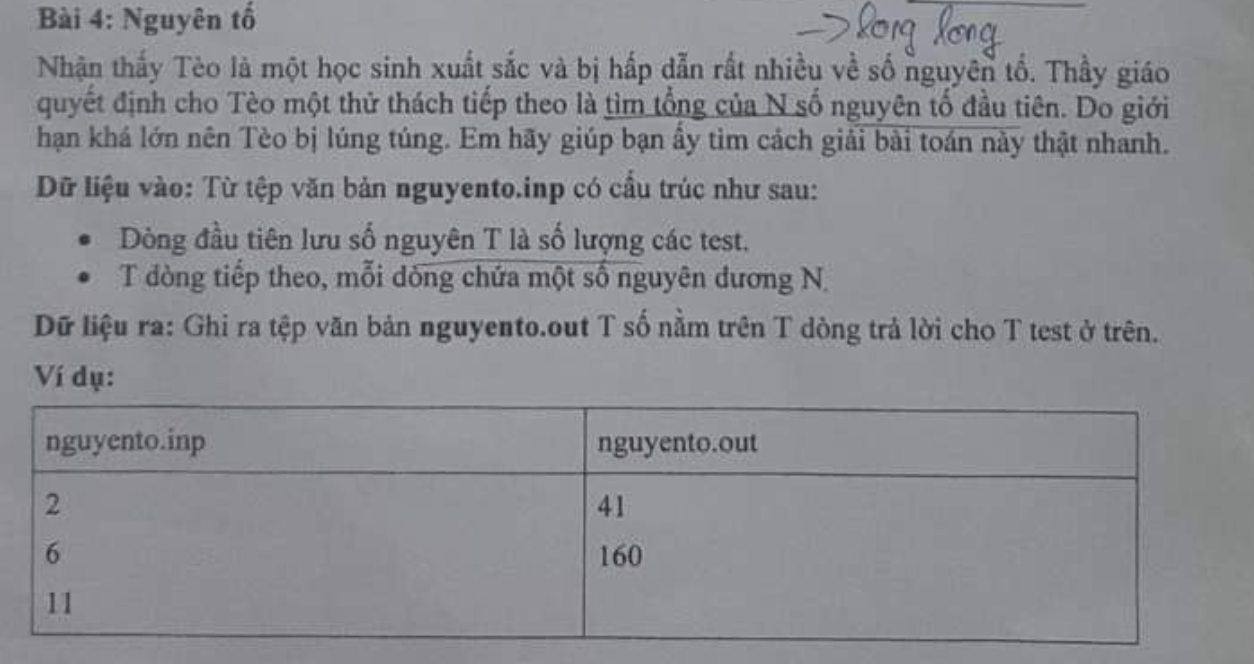 Bài 4: Nguyên tố
→ long long
Nhận thấy Tèo là một học sinh xuất sắc và bị hấp dẫn rất nhiều về số nguyên tố. Thầy giáo
quyết định cho Tèo một thử thách tiếp theo là tìm tổng của N số nguyên tố đầu tiên. Do giới
hạn khá lớn nên Tèo bị lúng túng. Em hãy giúp bạn ấy tìm cách giải bài toán này thật nhanh.
Dữ liệu vào: Từ tệp văn bản nguyento.inp có cấu trúc như sau:
• Dòng đầu tiên lưu số nguyên T là số lượng các test.
• T dòng tiếp theo, mỗi dòng chứa một số nguyên dương N.
Dữ liệu ra: Ghi ra tệp văn bản nguyento.out T số nằm trên T dòng trả lời cho T test ở trên.
Ví dụ:
nguyento.inp nguyento.out
2 41
6 160
11